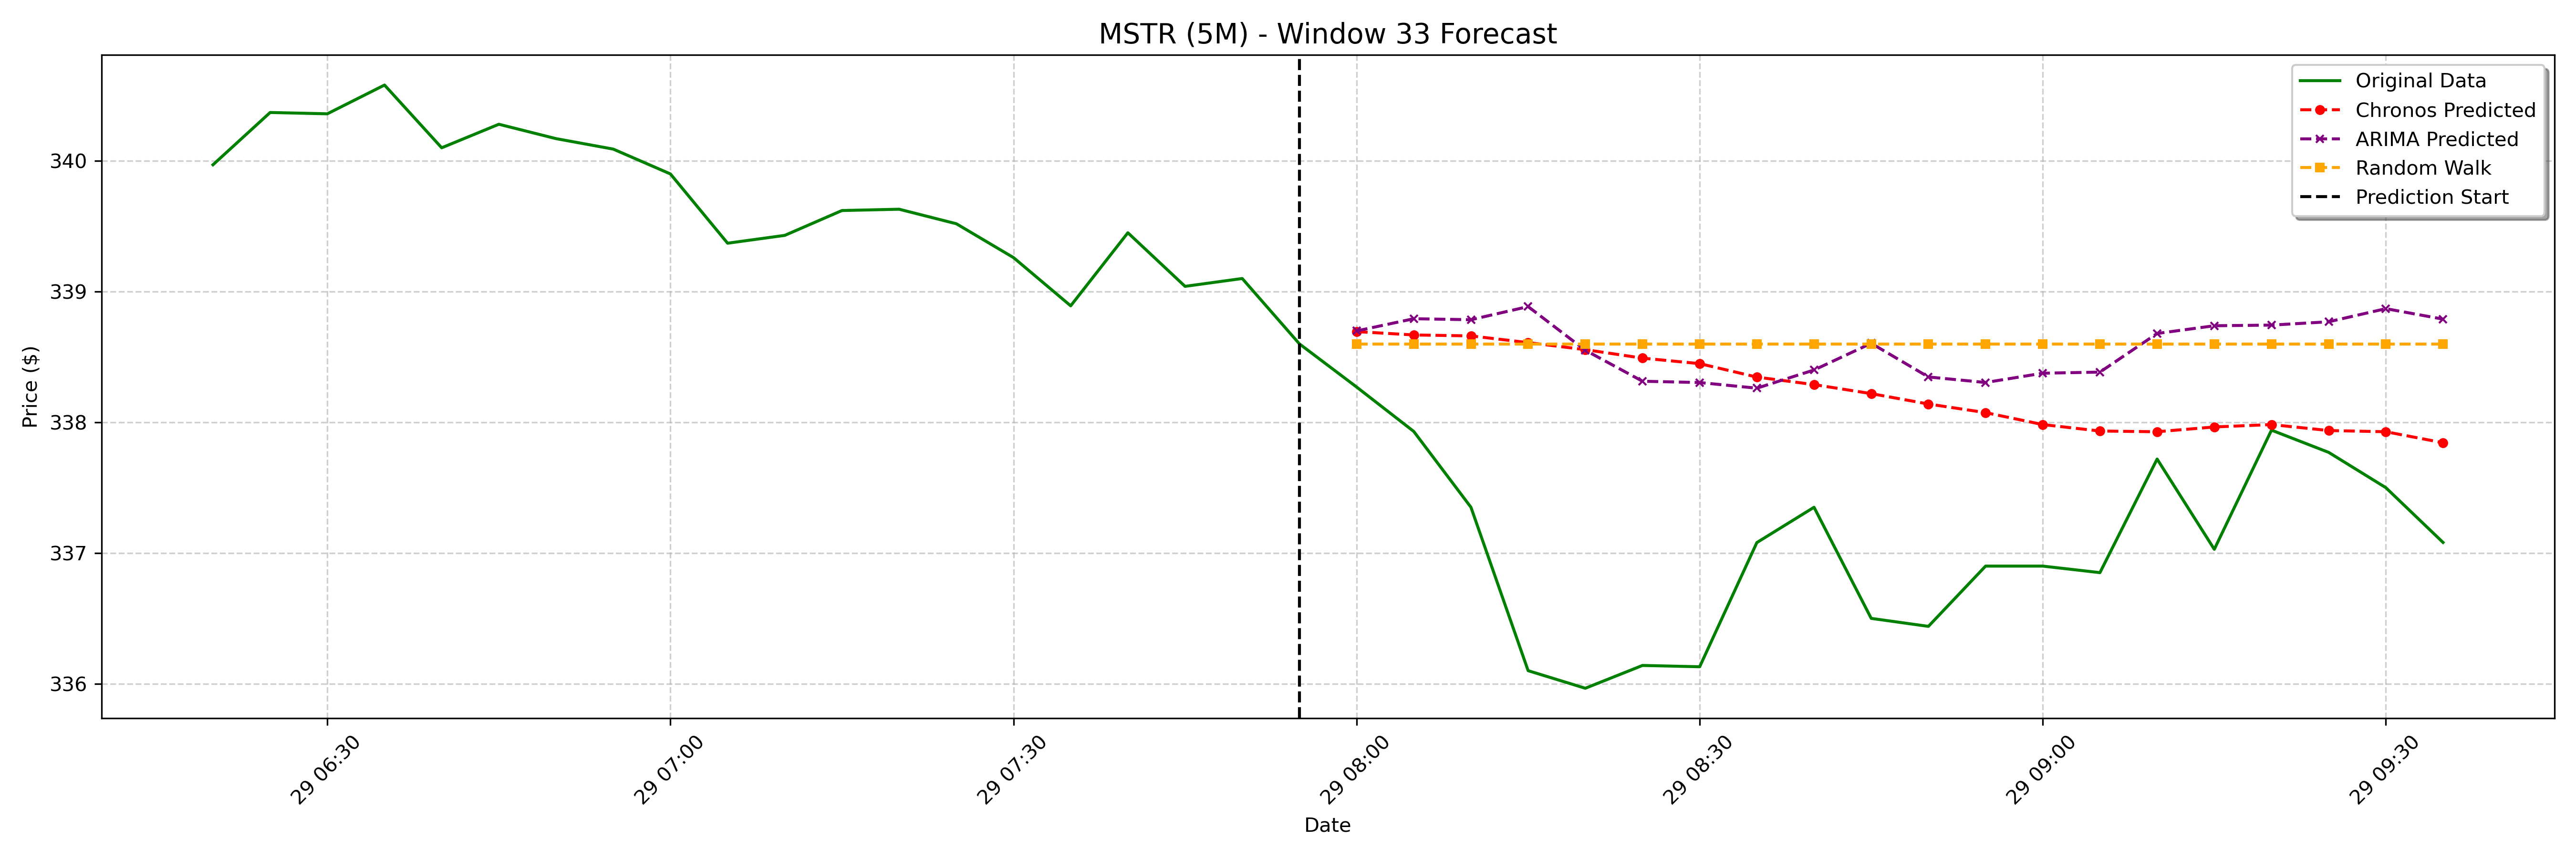 MSTR (5M) - Window 33 Forecast
Original Data
Chronos Predicted
ARIMA Predicted
Random Walk
Prediction Start
Price ($)
340
339
338
337
336
29 06:30
29 07:00
29 07:30
29 08:00
29 08:30
29 09:00
29 09:30
Date